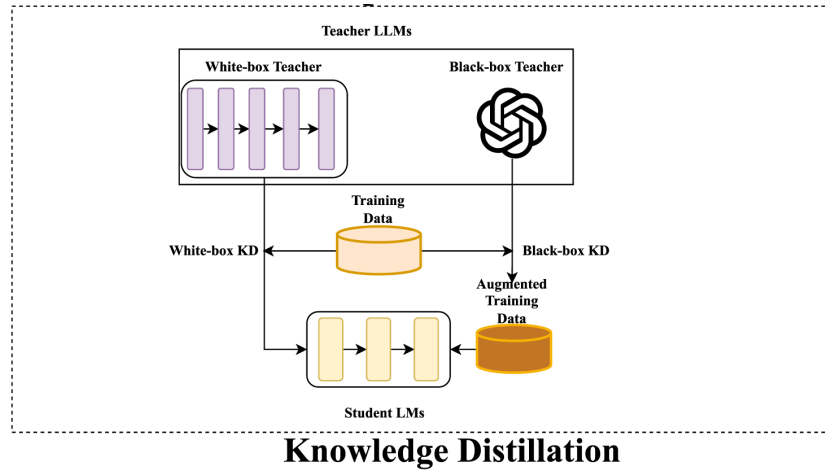 Teacher LLMs
White-box Teacher
Black-box Teacher
Training
Data
White-box KD
Black-box KD
Augmented
Training
Data
Student LMs
Knowledge Distillation